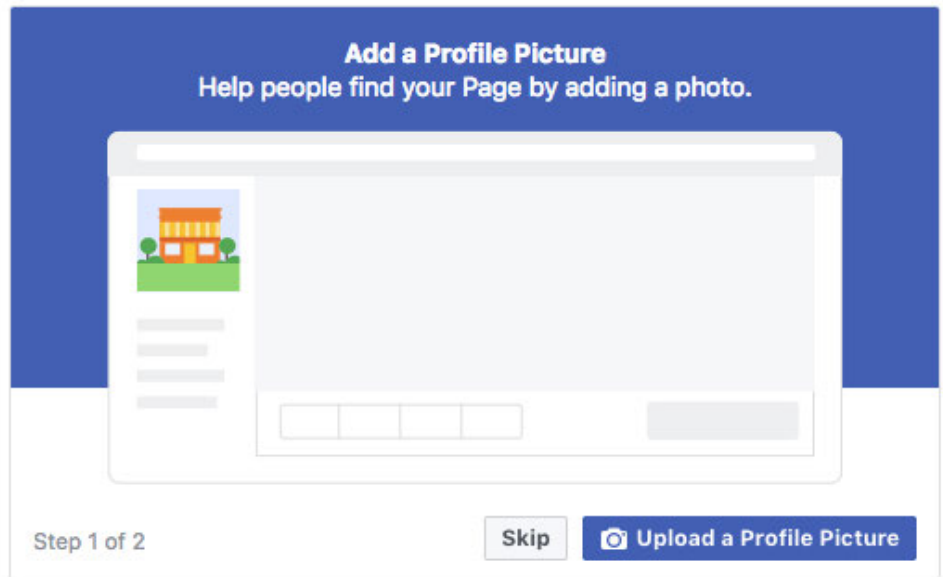 Add a Profile Picture
Help people find your Page by adding a photo.
Step 1 of 2
Skip
Upload a Profile Picture